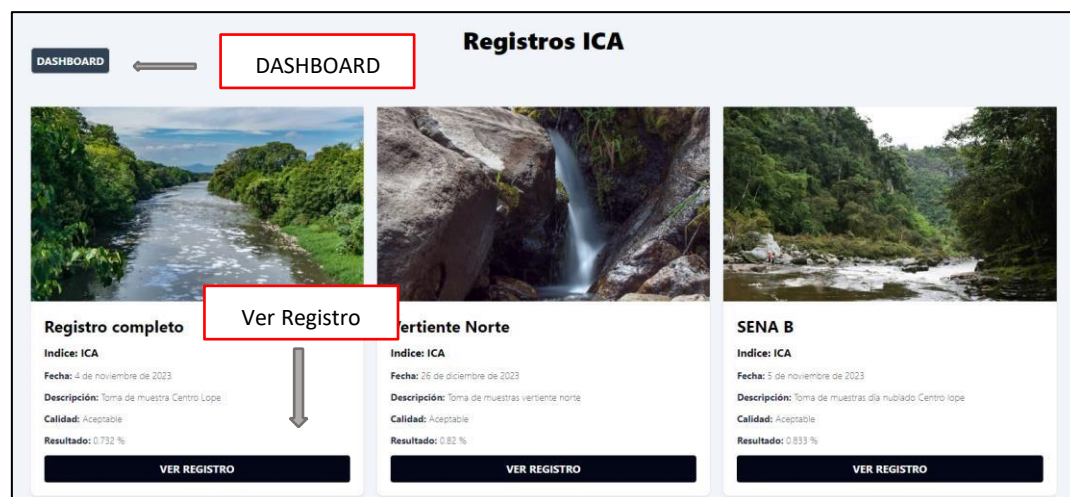 Registros ICA
DASHBOARD
DASHBOARD
Ver Registro
Registro completo
Indice: ICA
Fecha: 4 de noviembre de 2023
Descripción: Toma de muestra Centro Lope
Calidad: Aceptable
Resultado: 0.732 %
VER REGISTRO
Vertiente Norte
Indice: ICA
Fecha: 26 de diciembre de 2023
Descripción: Toma de muestras vertiente norte
Calidad: Aceptable
Resultado: 0.82 %
VER REGISTRO
SENA B
Indice: ICA
Fecha: 5 de noviembre de 2023
Descripción: Toma de muestras día nublado Centro lope
Calidad: Aceptable
Resultado: 0.833 %
VER REGISTRO